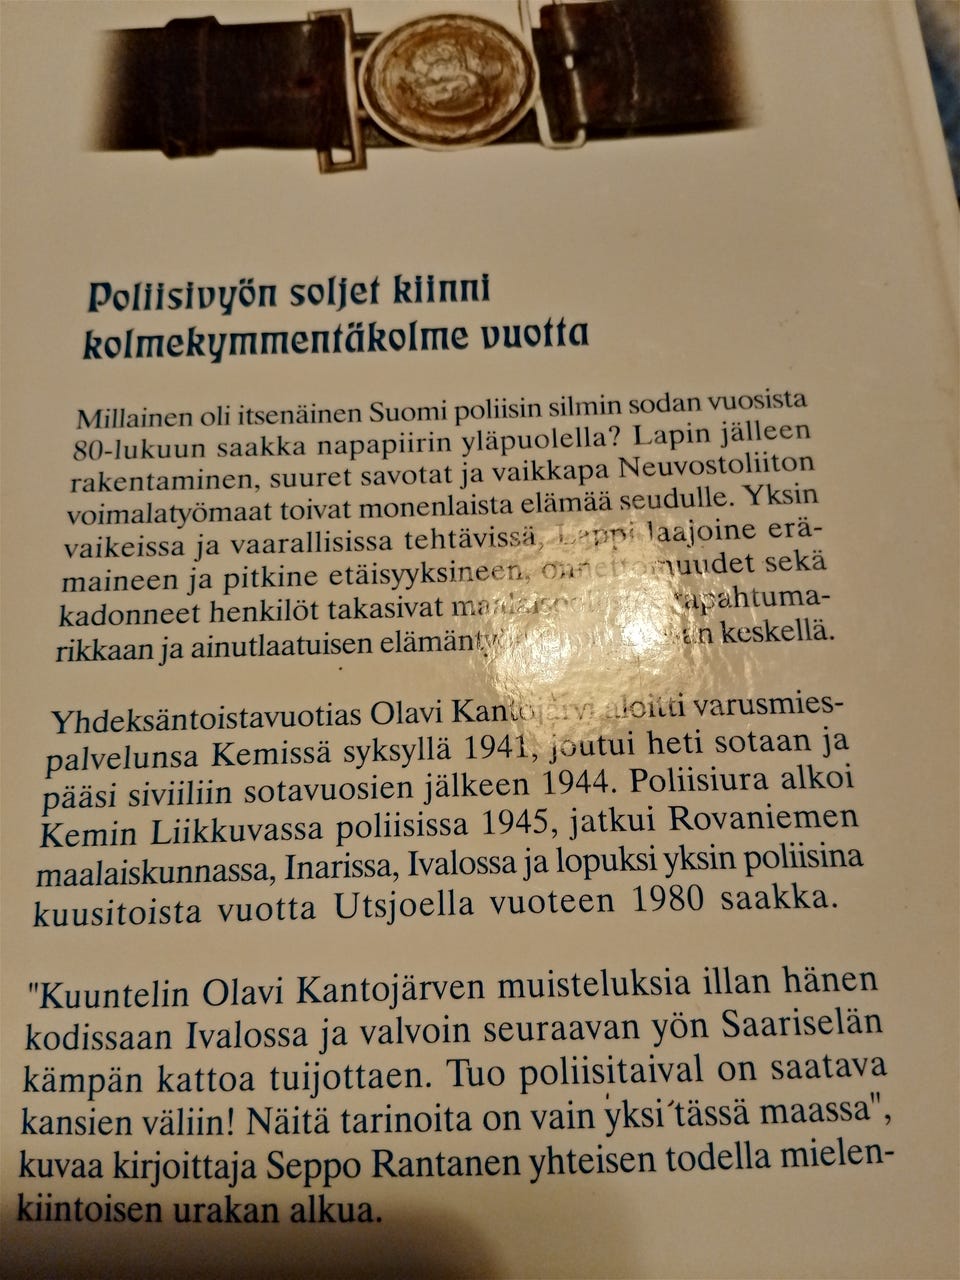 Poliisivyön soljet kiinni
kolmekymmentäkolme vuotta
Millainen oli itsenäinen Suomi poliisin silmin sodan vuosista
80-lukuun saakka napapiirin yläpuolella? Lapin jälleen
rakentaminen, suuret savotat ja vaikkapa Neuvostoliiton
voimalatyömaat toivat monenlaista elämää seudulle. Yksin
vaikeissa ja vaarallisissa tehtävissä, Lappi laajoine erä-
maineen ja pitkine etäisyyksineen, onnettomuudet sekä
kadonneet henkilöt takasivat tapahtuma-
rikkaan ja ainutlaatuisen keskellä.
Yhdeksäntoistavuotias Olavi Kantojärvi aloitti varusmies-
palvelunsa Kemissä syksyllä 1941, joutui heti sotaan ja
pääsi siviiliin sotavuosien jälkeen 1944. Poliisiura alkoi
Kemin Liikkuvassa poliisissa 1945, jatkui Rovaniemen
maalaiskunnassa, Inarissa, Ivalossa ja lopuksi yksin poliisina
kuusitoista vuotta Utsjoella vuoteen 1980 saakka.
"Kuuntelin Olavi Kantojärven muisteluksia illan hänen
kodissaan Ivalossa ja valvoin seuraavan yön Saariselän
kämpän kattoa tuijottaen. Tuo poliisitaival on saatava
kansien väliin! Näitä tarinoita on vain yksi tässä maassa",
kuvaa kirjoittaja Seppo Rantanen yhteisen todella mielen-
kiintoisen urakan alkua.